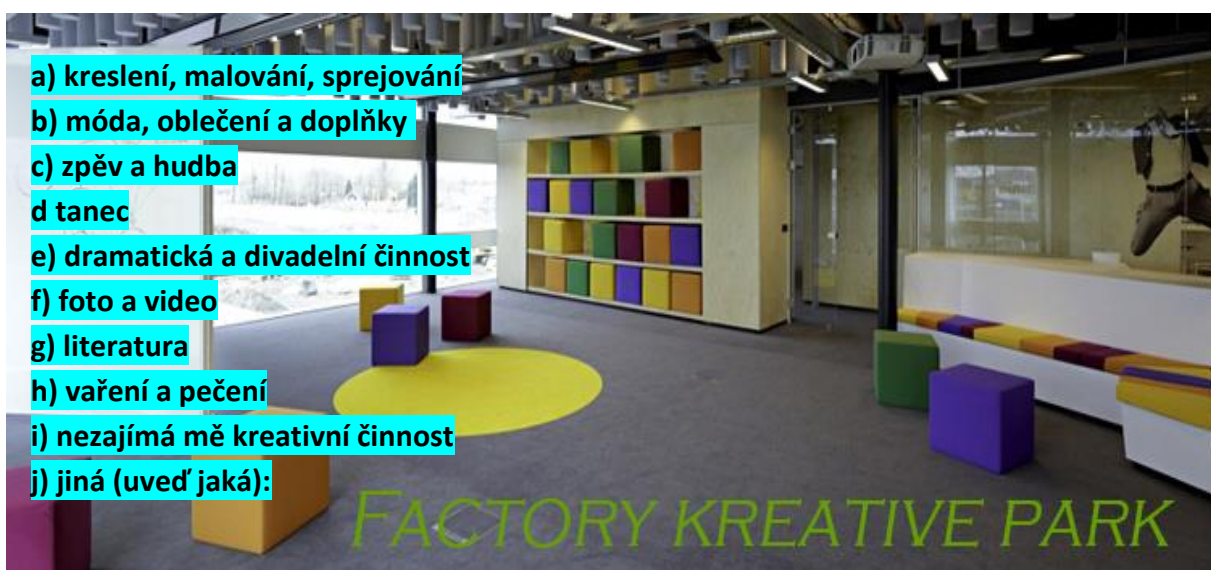 a) kreslení, malování, sprejování
b) móda, oblečení a doplňky
c) zpěv a hudba
d tanec
e) dramatická a divadelní činnost
f) foto a video
g) literatura
h) vaření a pečení
i) nezajímá mě kreativní činnost
j) jiná (uveď jaká):
FACTORY KREATIVE PARK